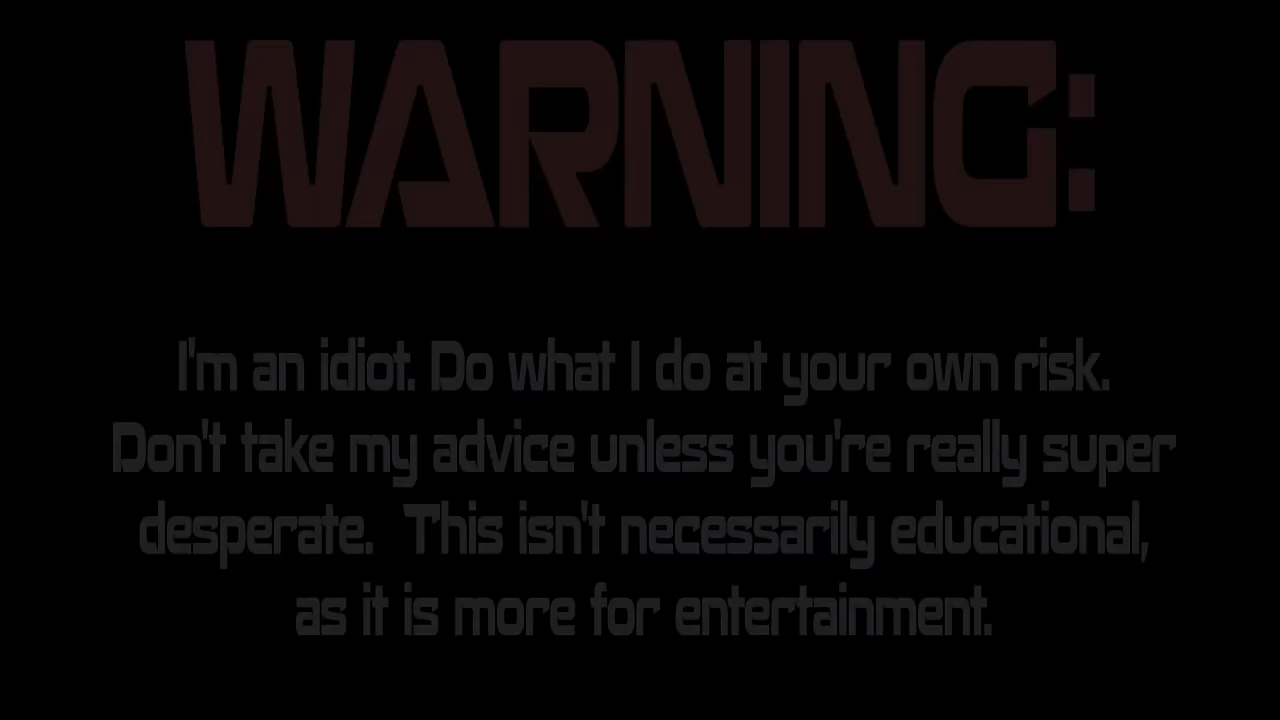 WARNING:
I'm an idiot. Do what I do at your own risk.
Don't take my advice unless you're really super
desperate.  This isn't necessarily educational,
as it is more for entertainment.